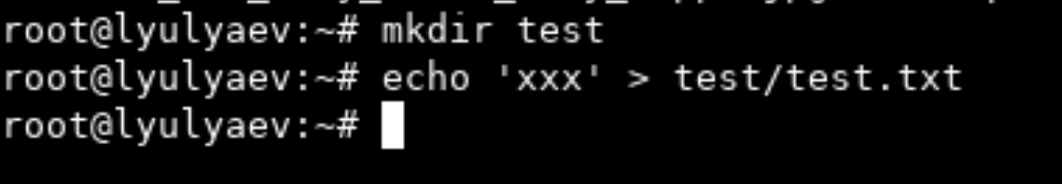 root@lyulyaev:~# mkdir test
root@lyulyaev:~# echo 'xxx' > test/test.txt
root@lyulyaev:~#